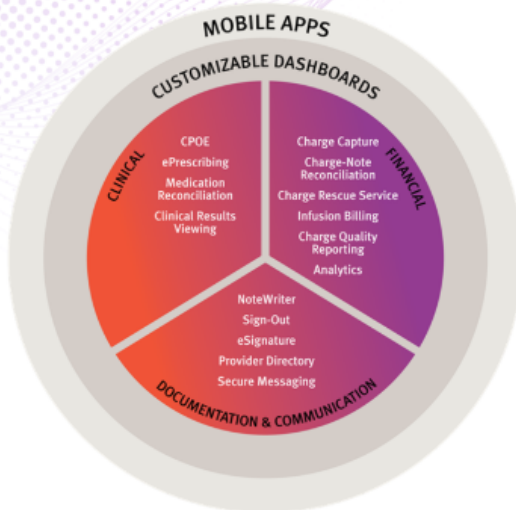 MOBILE APPS
CUSTOMIZABLE DASHBOARDS
CLINICAL
CPOE
ePrescribing
Medication
Reconciliation
Clinical Results
Viewing
FINANCIAL
Charge Capture
Charge-Note
Reconciliation
Charge Rescue Service
Infusion Billing
Charge Quality
Reporting
Analytics
NoteWriter
Sign-Out
eSignature
Provider Directory
Secure Messaging
DOCUMENTATION & COMMUNICATION